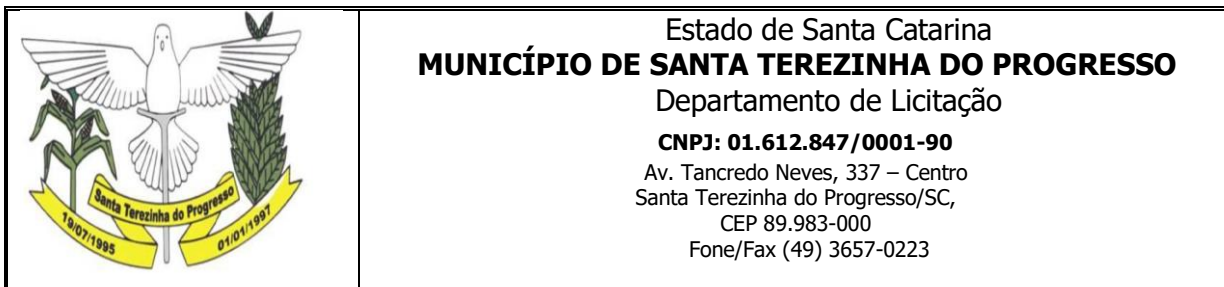 Santa Terezinha do Progresso
19/07/1995
01/01/1997
Estado de Santa Catarina
MUNICÍPIO DE SANTA TEREZINHA DO PROGRESSO
Departamento de Licitação
CNPJ: 01.612.847/0001-90
Av. Tancredo Neves, 337 – Centro
Santa Terezinha do Progresso/SC,
CEP 89.983-000
Fone/Fax (49) 3657-0223